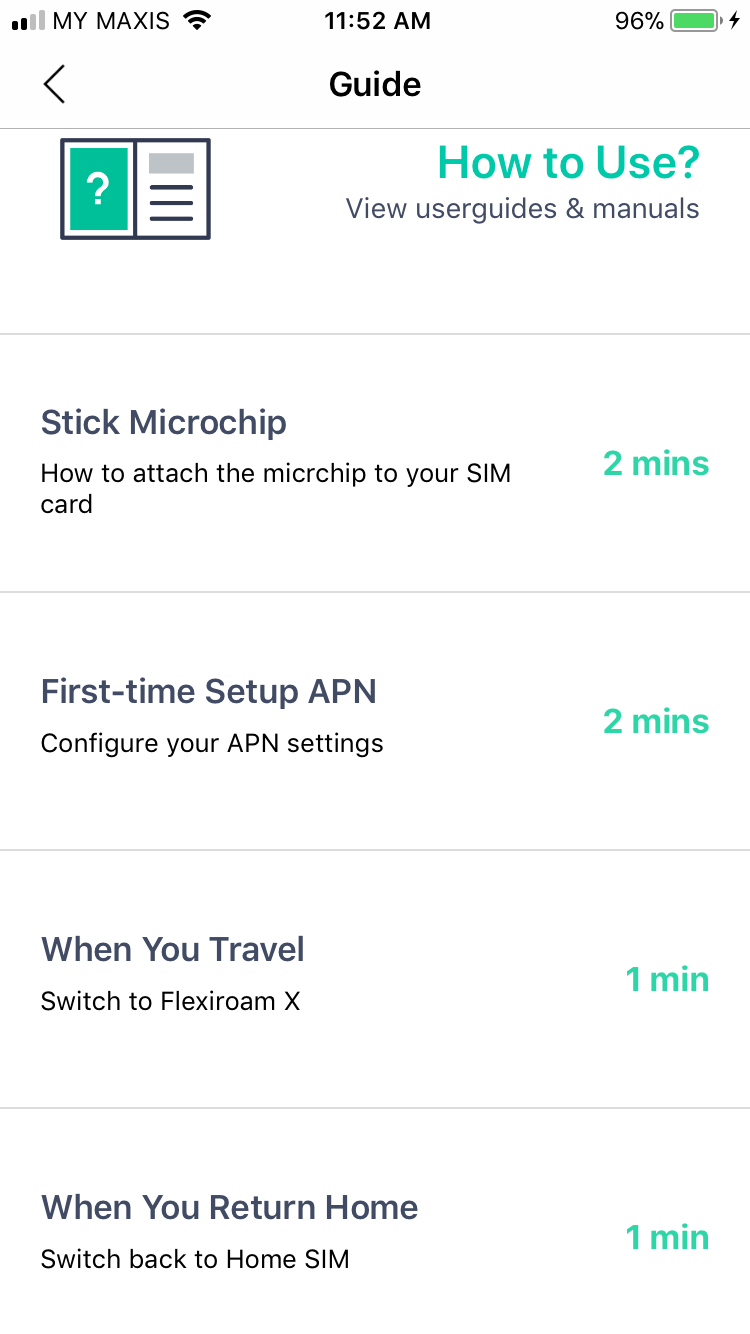 MY MAXIS 11:52 AM 96%
Guide
?
How to Use?
View userguides & manuals
Stick Microchip
How to attach the micrchip to your SIM
card
2 mins
First-time Setup APN
Configure your APN settings
2 mins
When You Travel
Switch to Flexiroam X
1 min
When You Return Home
Switch back to Home SIM
1 min